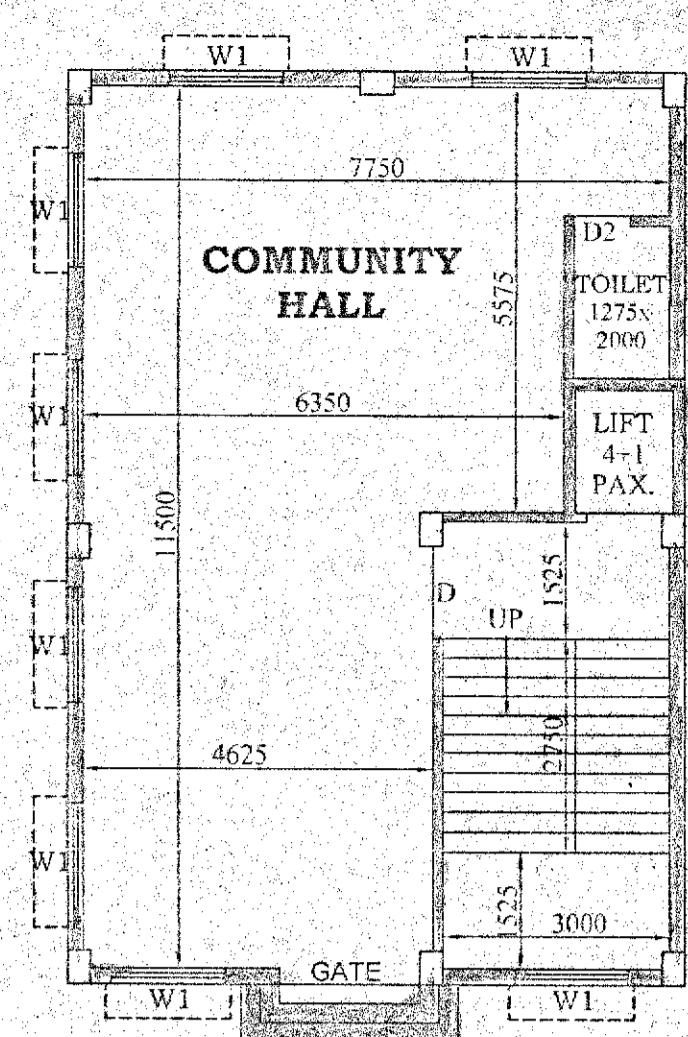 W1
W1
7750
W1
COMMUNITY
HALL
D2
5575
TOILET
1275x
2000
6350
W1
LIFT
4+1
PAX.
11500
1525
D
UP
W1
2750
4625
W1
1525
3000
GATE
W1
W1